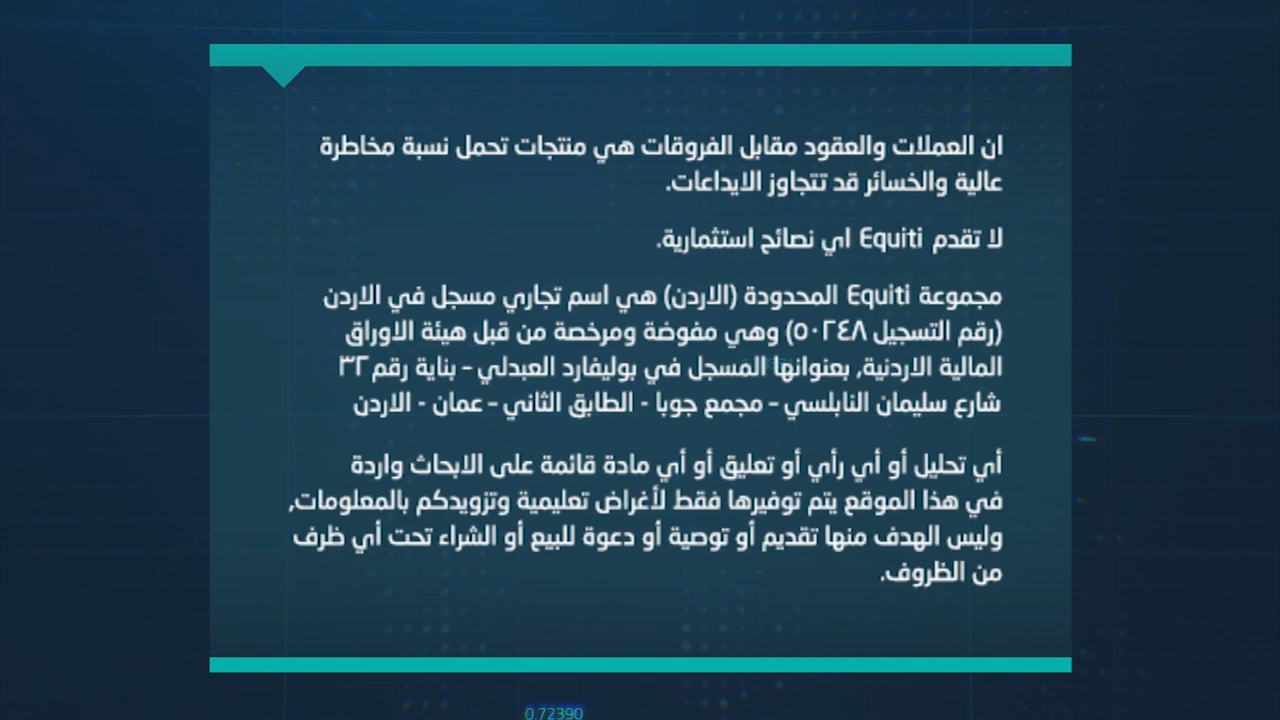 ان العملات والعقود مقابل الفروقات هي منتجات تحمل نسبة مخاطرة
عالية والخسائر قد تتجاوز الايداعات.
لا تقدم Equiti اي نصائح استثمارية.
مجموعة Equiti المحدودة (الاردن) هي اسم تجاري مسجل في الاردن
(رقم التسجيل ٥٠٢٤٨) وهي مفوضة ومرخصة من قبل هيئة الاوراق
المالية الاردنية, بعنوانها المسجل في بوليفارد العبدلي – بناية رقم ٣٢
شارع سليمان النابلسي – مجمع جوبا - الطابق الثاني – عمان - الاردن
أي تحليل أو أي رأي أو تعليق أو أي مادة قائمة على الابحاث واردة
في هذا الموقع يتم توفيرها فقط لأغراض تعليمية وتزويدكم بالمعلومات,
وليس الهدف منها تقديم أو توصية أو دعوة للبيع أو الشراء تحت أي ظرف
من الظروف.
0.72390